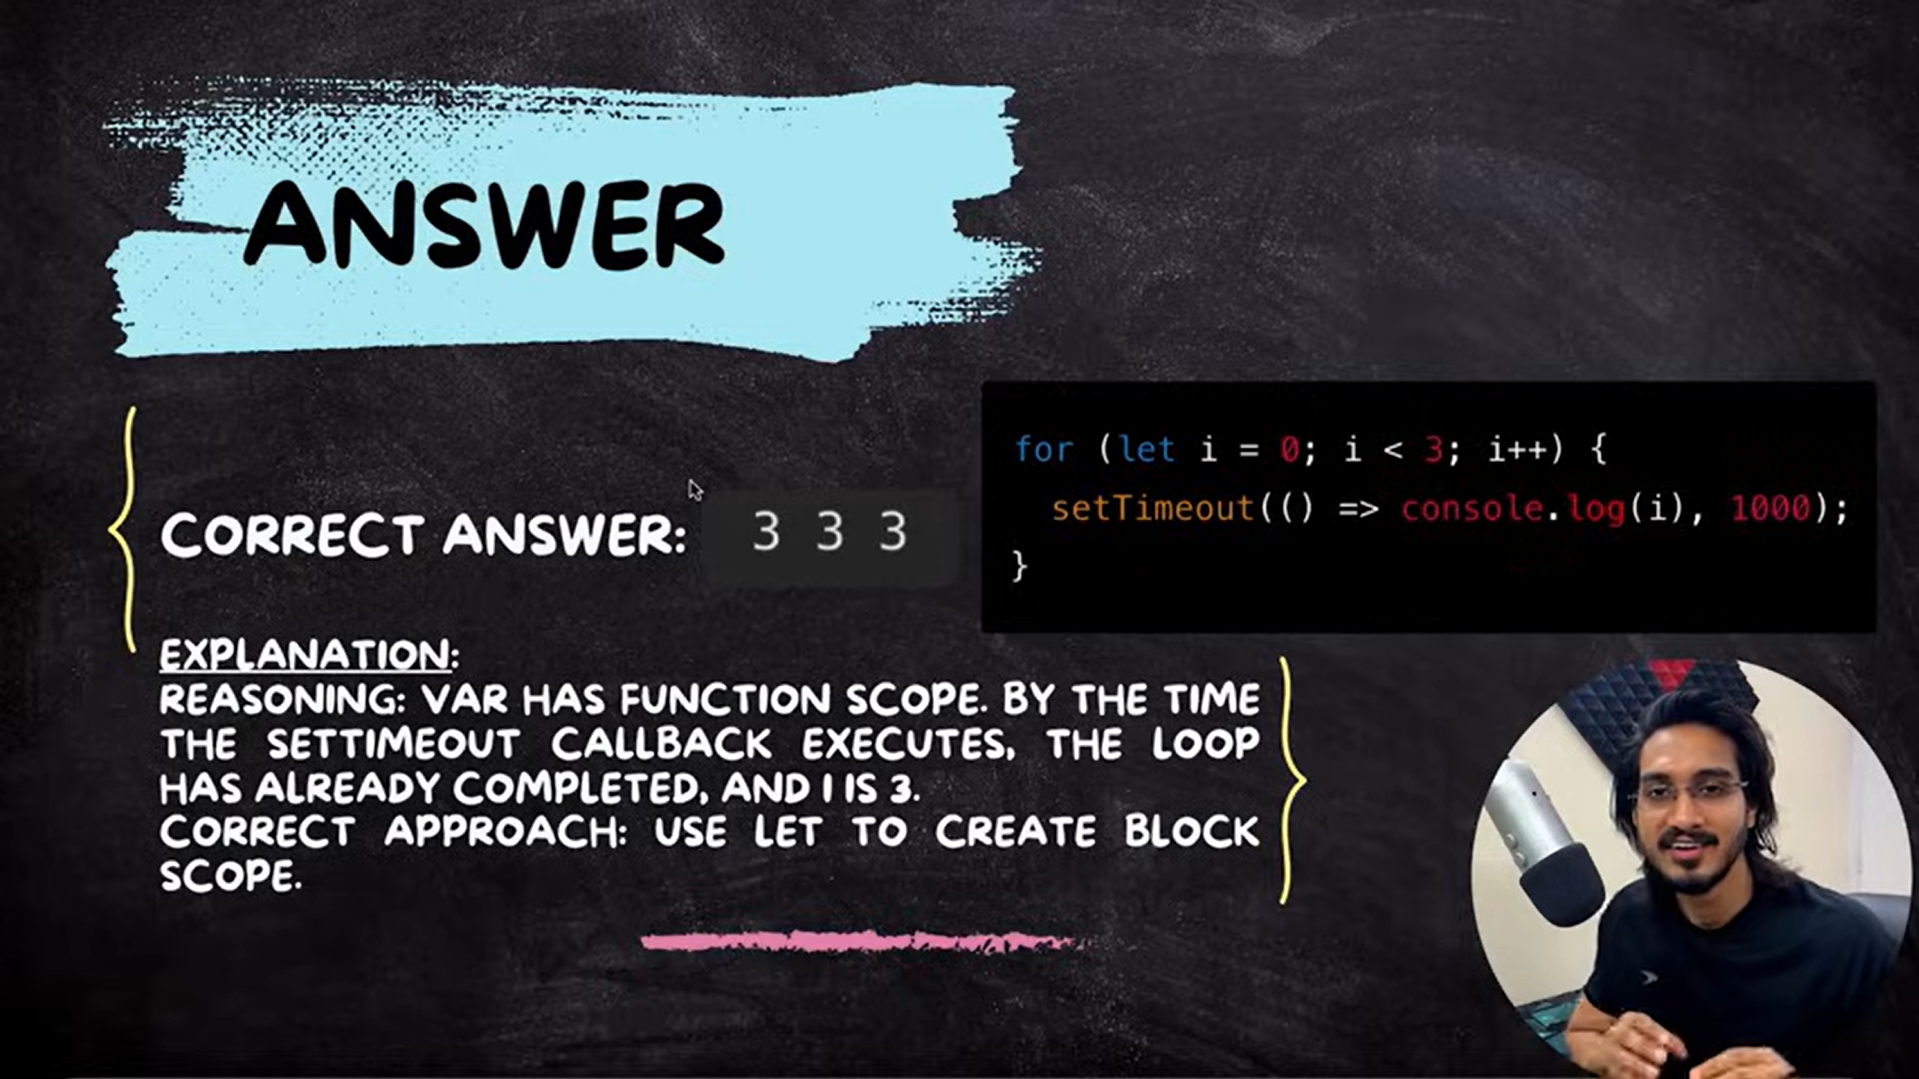 ANSWER
CORRECT ANSWER: 3 3 3
for (let i = 0; i < 3; i++) {
setTimeout(() => console.log(i), 1000);
}
EXPLANATION:
REASONING: VAR HAS FUNCTION SCOPE. BY THE TIME
THE SETTIMEOUT CALLBACK EXECUTES, THE LOOP
HAS ALREADY COMPLETED, AND I IS 3.
CORRECT APPROACH: USE LET TO CREATE BLOCK
SCOPE.